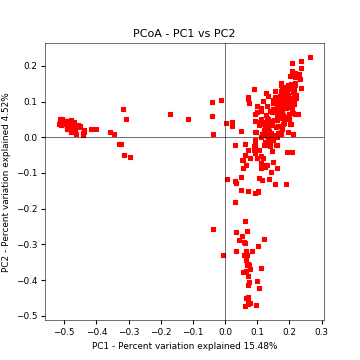 PCoA - PC1 vs PC2
PC2 - Percent variation explained 4.52%
0.2
0.1
0.0
−0.1
−0.2
−0.3
−0.4
−0.5
−0.5 −0.4 −0.3 −0.2 −0.1 0.0 0.1 0.2 0.3
PC1 - Percent variation explained 15.48%